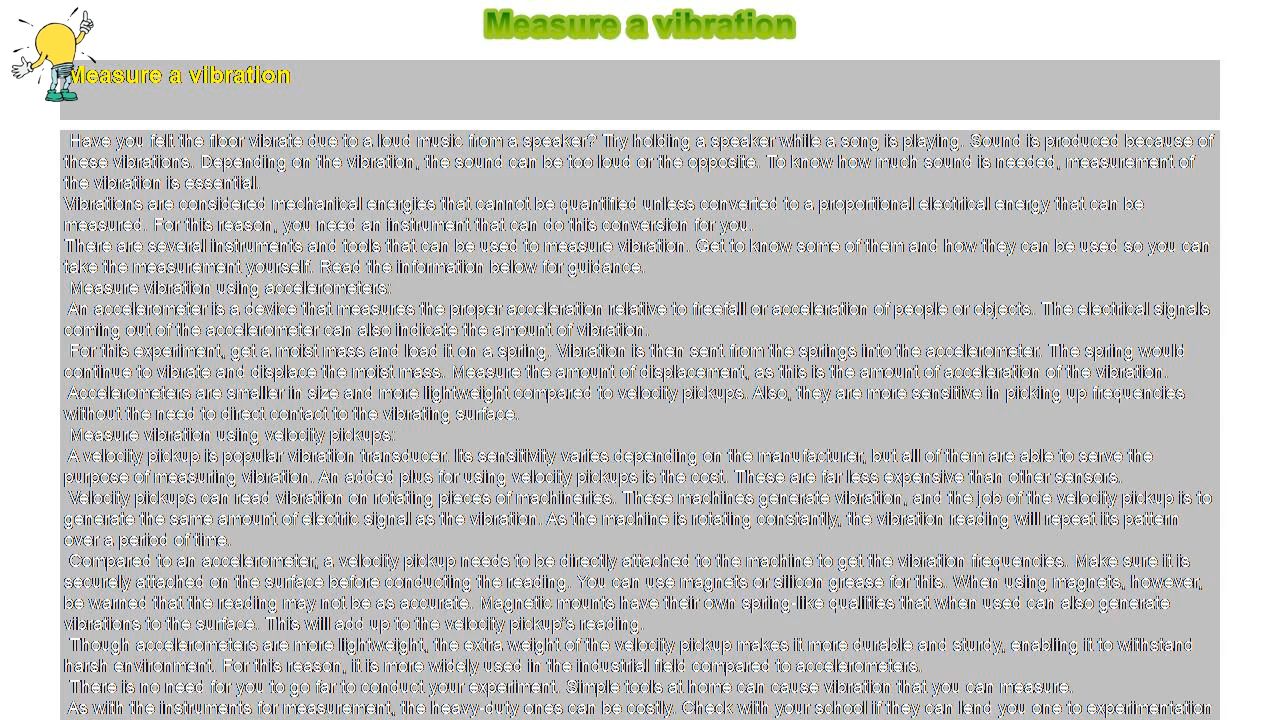 Measure a vibration
Measure a vibration
Have you felt the floor vibrate due to a loud music from a speaker? Try holding a speaker while a song is playing. Sound is produced because of
these vibrations. Depending on the vibration, the sound can be too loud or the opposite. To know how much sound is needed, measurement of
the vibration is essential.
Vibrations are considered mechanical energies that cannot be quantified unless converted to a proportional electrical energy that can be
measured. For this reason, you need an instrument that can do this conversion for you.
There are several instruments and tools that can be used to measure vibration. Get to know some of them and how they can be used so you can
take the measurement yourself. Read the information below for guidance.
Measure vibration using accelerometers:
An accelerometer is a device that measures the proper acceleration relative to freefall or acceleration of people or objects. The electrical signals
coming out of the accelerometer can also indicate the amount of vibration.
For this experiment, get a moist mass and load it on a spring. Vibration is then sent from the springs into the accelerometer. The spring would
continue to vibrate and displace the moist mass. Measure the amount of displacement, as this is the amount of acceleration of the vibration.
Accelerometers are smaller in size and more lightweight compared to velocity pickups. Also, they are more sensitive in picking up frequencies
without the need to direct contact to the vibrating surface.
Measure vibration using velocity pickups:
A velocity pickup is popular vibration transducer. Its sensitivity varies depending on the manufacturer, but all of them are able to serve the
purpose of measuring vibration. An added plus for using velocity pickups is the cost. These are far less expensive than other sensors.
Velocity pickups can read vibration on rotating pieces of machineries. These machines generate vibration, and the job of the velocity pickup is to
generate the same amount of electric signal as the vibration. As the machine is rotating constantly, the vibration reading will repeat its pattern
over a period of time.
Compared to an accelerometer, a velocity pickup needs to be directly attached to the machine to get the vibration frequencies. Make sure it is
securely attached on the surface before conducting the reading. You can use magnets or silicon grease for this. When using magnets, however,
be warned that the reading may not be as accurate. Magnetic mounts have their own spring-like qualities that when used can also generate
vibrations to the surface. This will add up to the velocity pickup's reading.
Though accelerometers are more lightweight, the extra weight of the velocity pickup makes it more durable and sturdy, enabling it to withstand
harsh environment. For this reason, it is more widely used in the industrial field compared to accelerometers.
There is no need for you to go far to conduct your experiment. Simple tools at home can cause vibration that you can measure.
As with the instruments for measurement, the heavy-duty ones can be costly. Check with your school if they can lend you one to experimentation